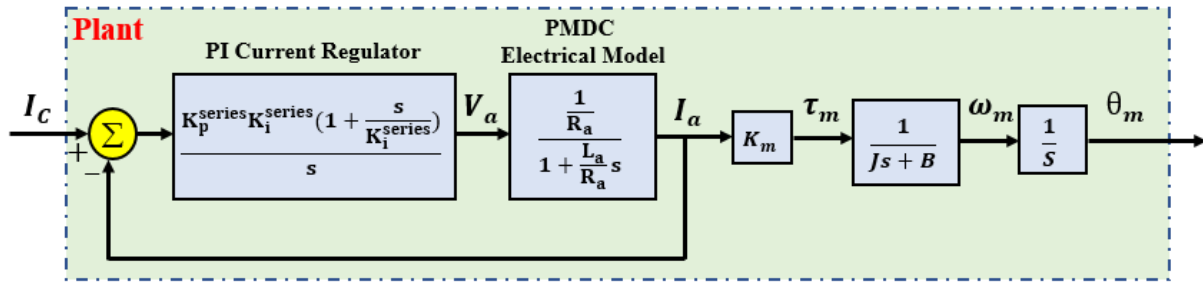 Plant
PI Current Regulator
PMDC
Electrical Model
I_C
+
−
Σ
K_p^series K_i^series (1 + s/K_i^series)
s
V_a
1/R_a
1 + L_a/R_a s
I_a
K_m
τ_m
1
Js + B
ω_m
1
S
θ_m